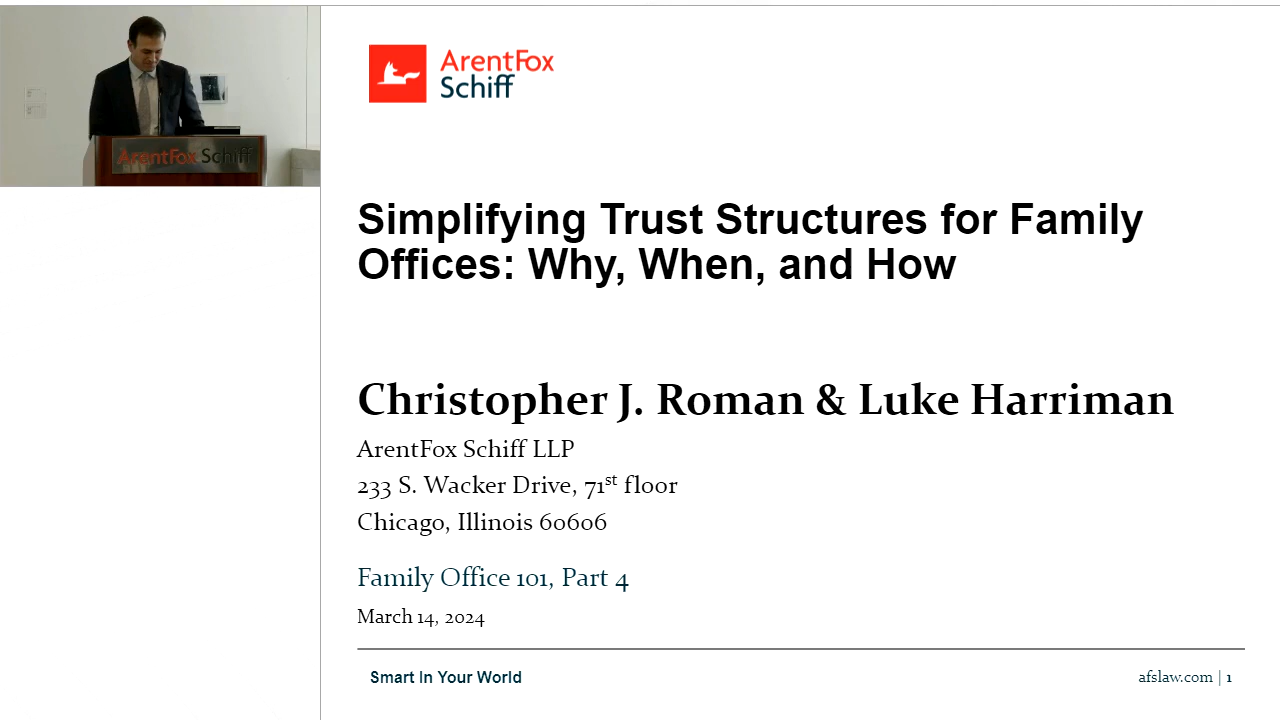 ArentFox Schiff
ArentFox
Schiff
Simplifying Trust Structures for Family
Offices: Why, When, and How
Christopher J. Roman & Luke Harriman
ArentFox Schiff LLP
233 S. Wacker Drive, 71st floor
Chicago, Illinois 60606
Family Office 101, Part 4
March 14, 2024
Smart In Your World
afslaw.com | 1